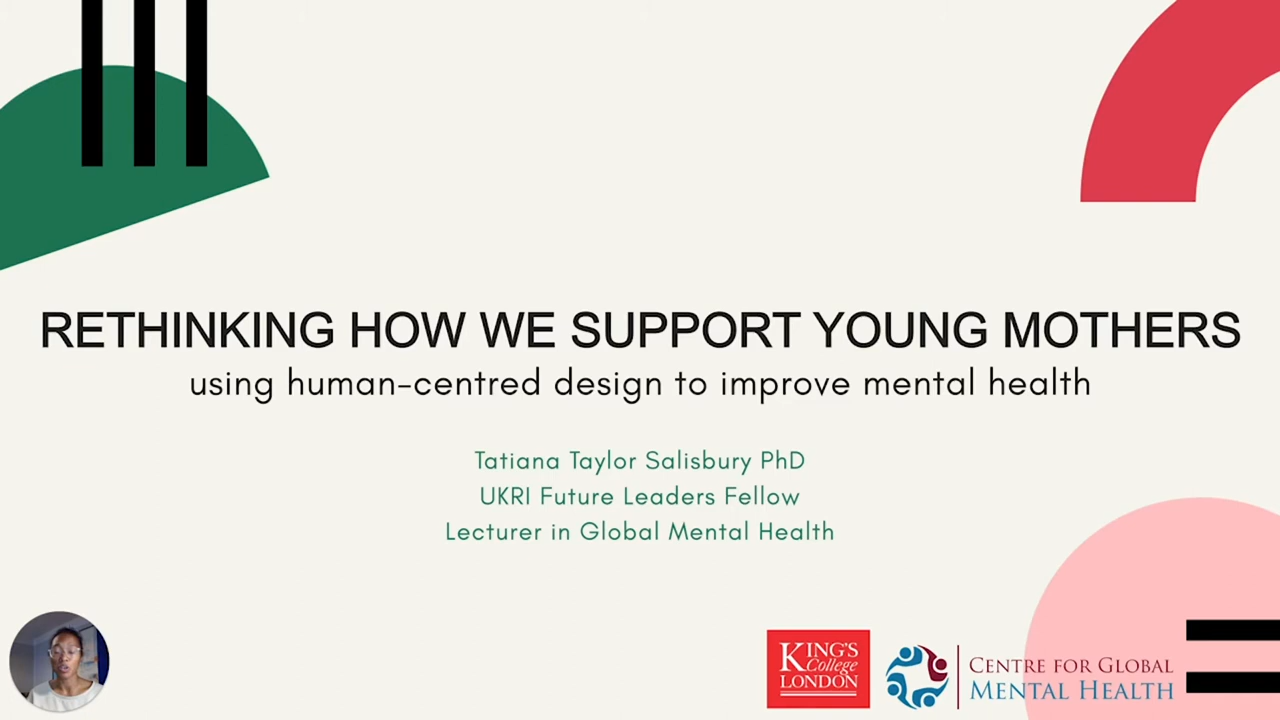 RETHINKING HOW WE SUPPORT YOUNG MOTHERS
using human-centred design to improve mental health
Tatiana Taylor Salisbury PhD
UKRI Future Leaders Fellow
Lecturer in Global Mental Health
KING'S
College
LONDON
CENTRE FOR GLOBAL
MENTAL HEALTH